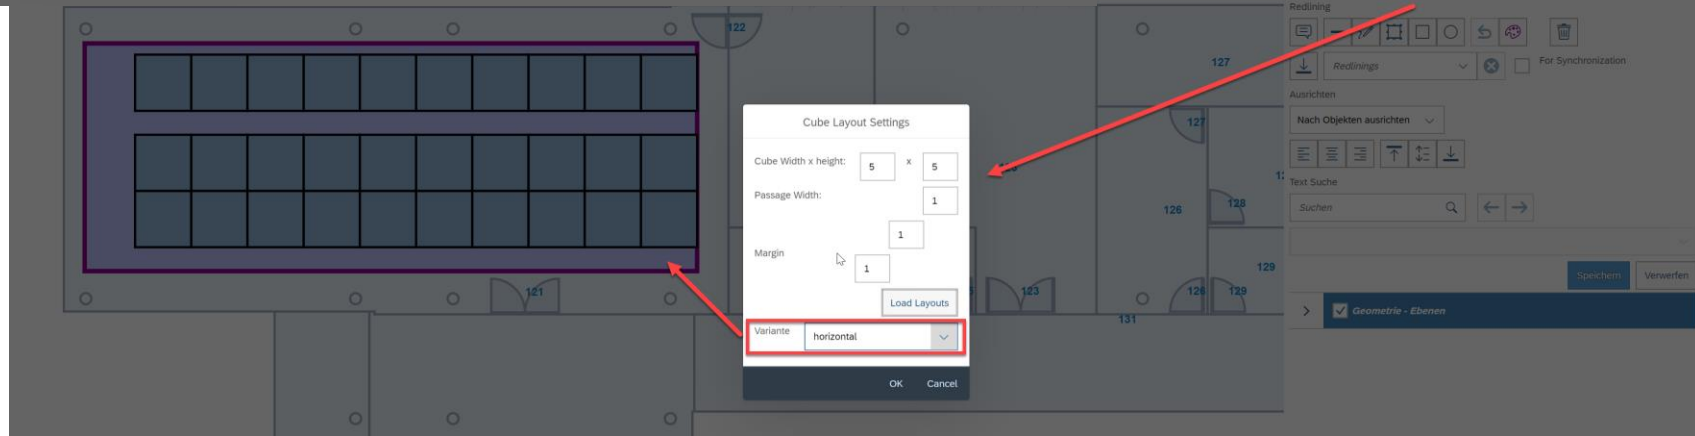 Redlining
122
127
Redlinings
For Synchronization
Ausrichten
Nach Objekten ausrichten
Text Suche
Suchen
127
126
128
129
121
123
126
129
131
Speichern
Verwerfen
Geometrie - Ebenen
Cube Layout Settings
Cube Width x height:
5
x
5
Passage Width:
1
1
Margin
1
Load Layouts
Variante
horizontal
OK
Cancel